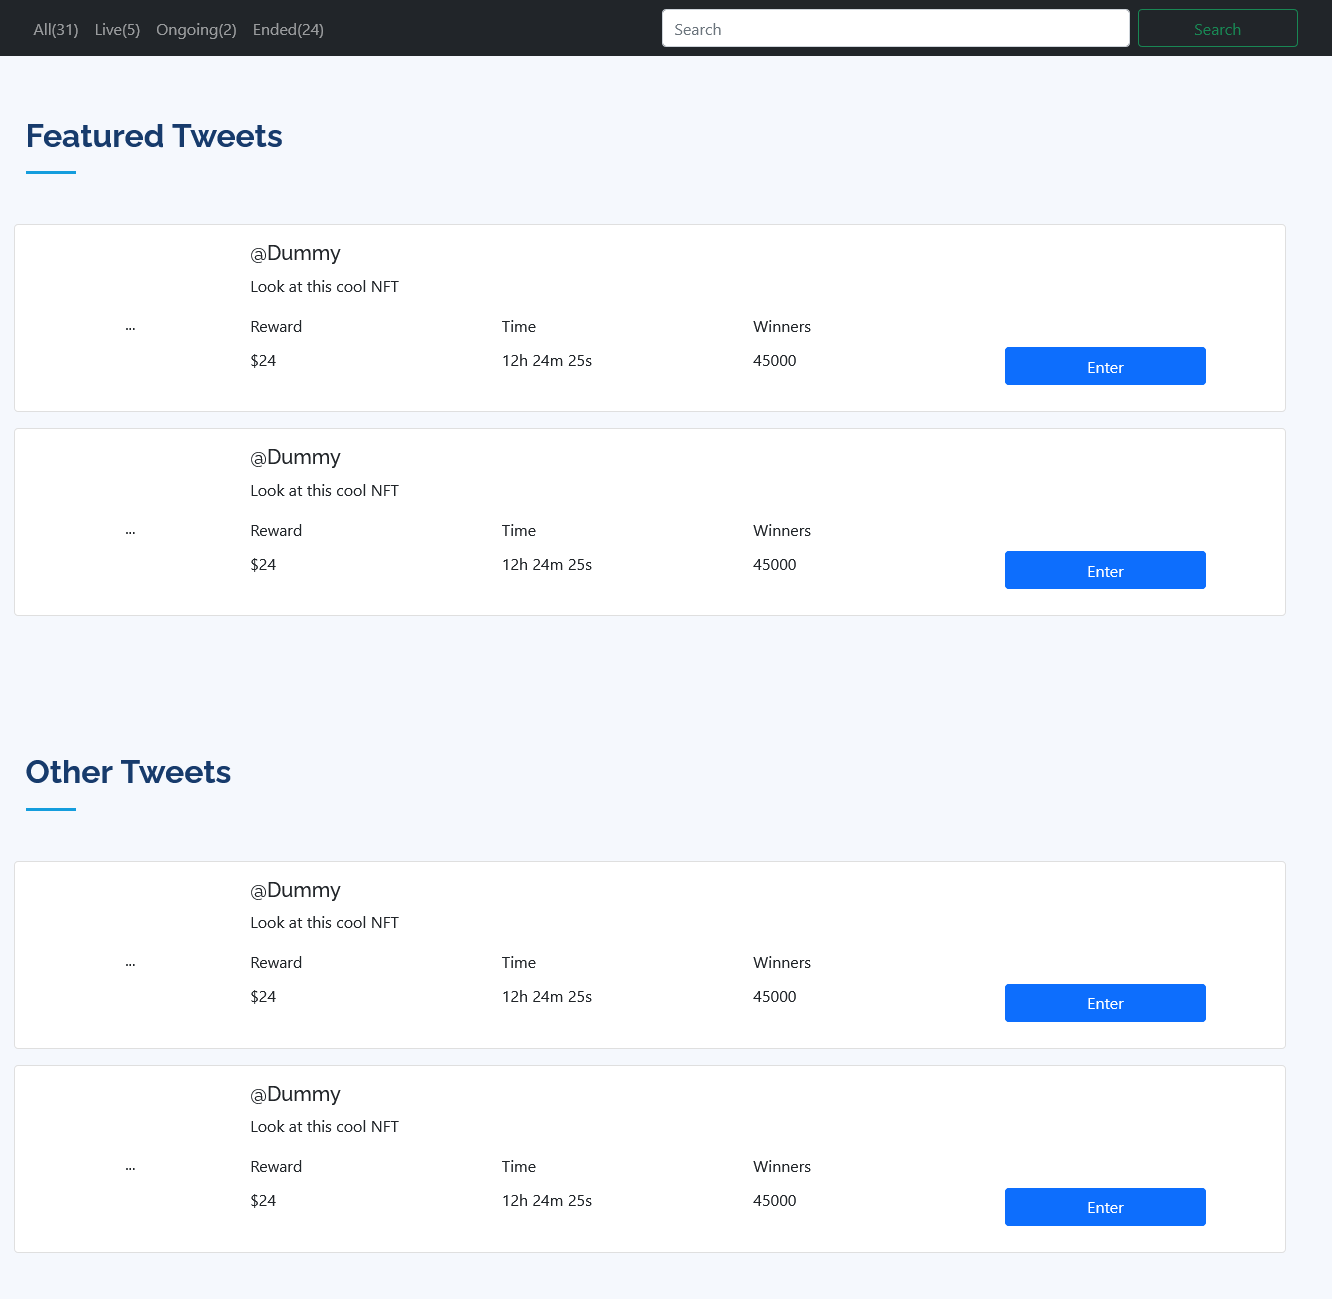 All(31) Live(5) Ongoing(2) Ended(24) Search Search
Featured Tweets
@Dummy
Look at this cool NFT
... Reward Time Winners
$24 12h 24m 25s 45000 Enter
@Dummy
Look at this cool NFT
... Reward Time Winners
$24 12h 24m 25s 45000 Enter
Other Tweets
@Dummy
Look at this cool NFT
... Reward Time Winners
$24 12h 24m 25s 45000 Enter
@Dummy
Look at this cool NFT
... Reward Time Winners
$24 12h 24m 25s 45000 Enter